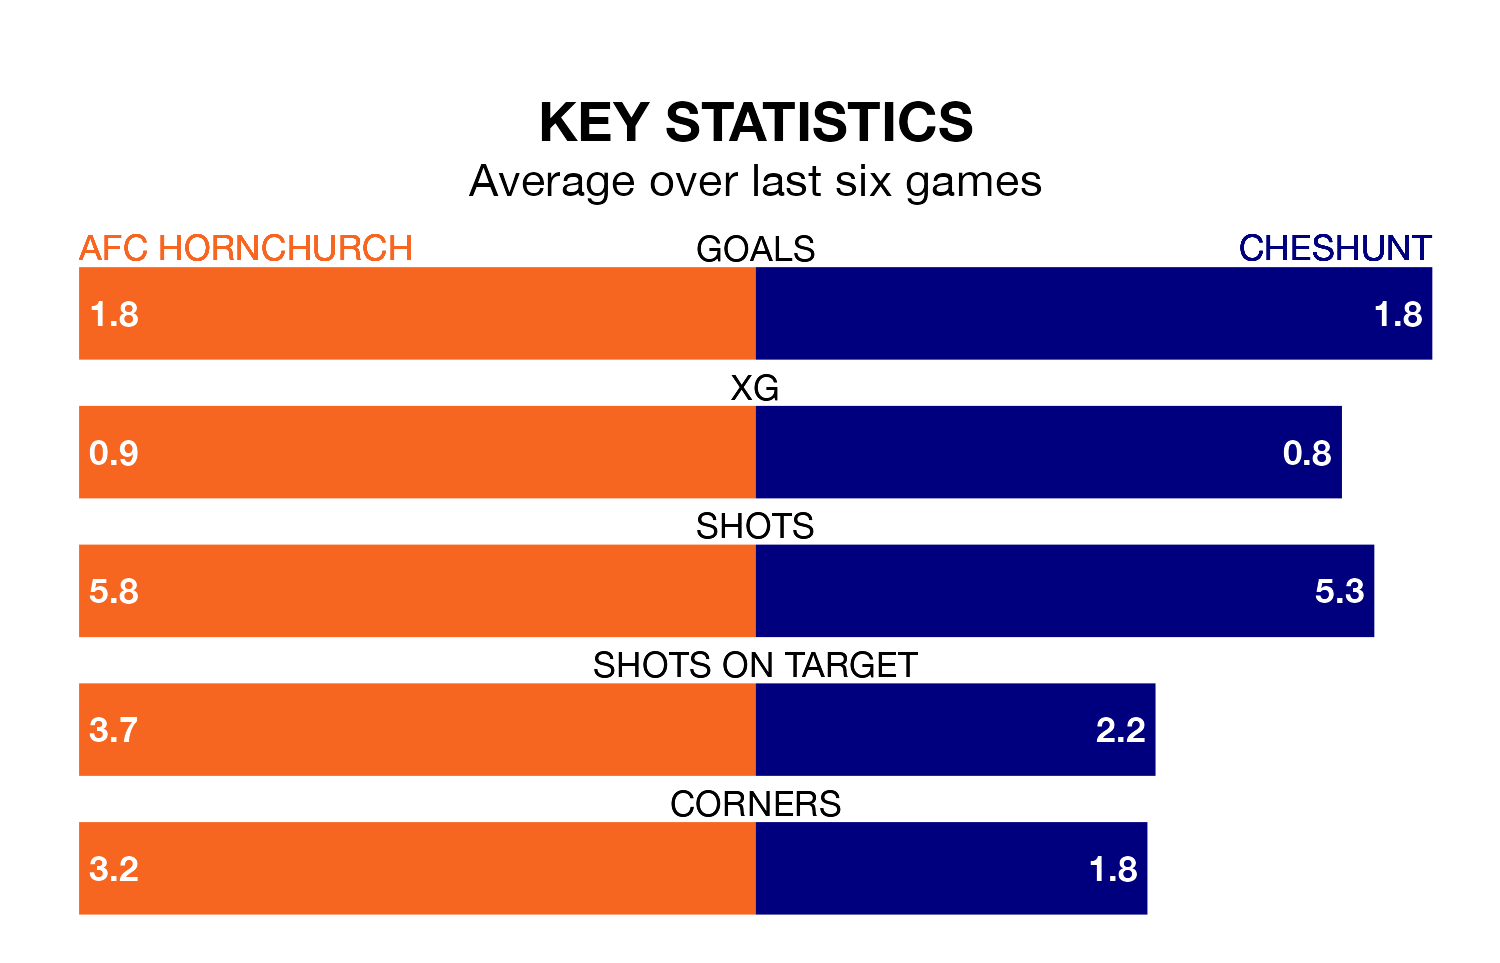 KEY STATISTICS
Average over last six games
AFC HORNCHURCH GOALS CHESHUNT
1.8 1.8
XG
0.9 0.8
SHOTS
5.8 5.3
SHOTS ON TARGET
3.7 2.2
CORNERS
3.2 1.8